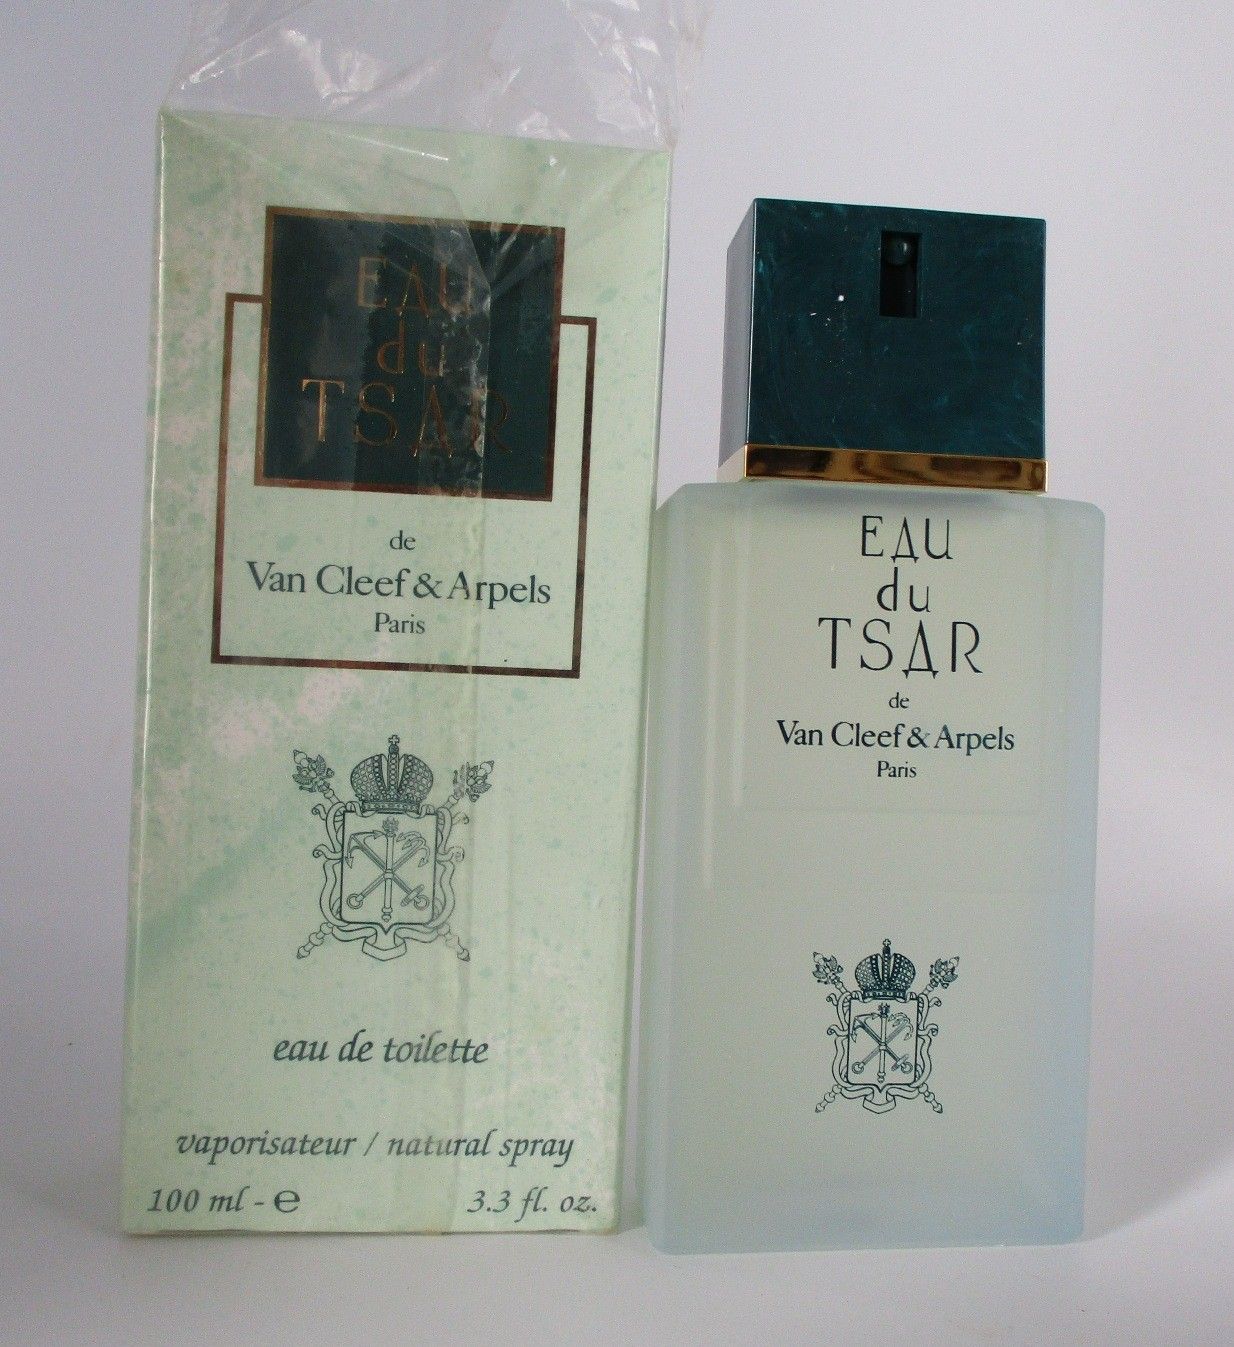 EAU
du
TSAR
de
Van Cleef & Arpels
Paris
eau de toilette
vaporisateur / natural spray
100 ml - ℮
3.3 fl. oz.
EAU
du
TSAR
de
Van Cleef & Arpels
Paris